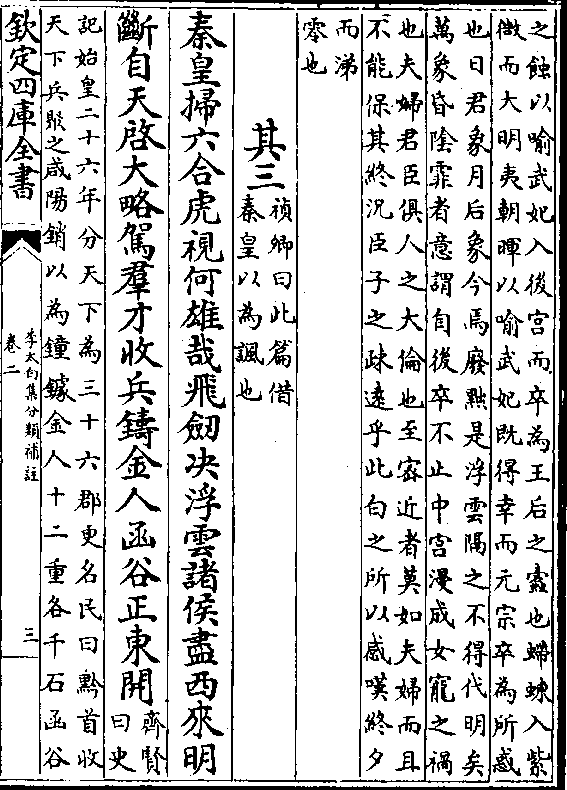 之蝕以喻武妃入後宮而卒為王后之蠹也蝃蝀入紫
微而大明夷朝暉以喻武妃既得幸而元宗卒為所惑
也日君象月后象今焉廢黜是浮雲隔之不得代明矣
萬象昏陰霏者意謂自後卒不止中宮漫成女寵之禍
也夫婦君臣俱人之大倫也至宻近者莫如夫婦而且
不能保其終況臣子之疎遠乎此白之所以感嘆終夕
而涕
零也
其三
禎卿曰此篇借
秦皇以為諷也
秦皇掃六合虎視何雄哉飛劒决浮雲諸侯盡西來明
斷自天啓大略駕羣才收兵鑄金人函谷正東開
齊賢
曰史
記始皇二十六年分天下為三十六郡更名民曰黔首收
天下兵聚之咸陽銷以為鐘鐻金人十二重各千石函谷
欽定四庫全書
李太白集分類補註
卷二
三